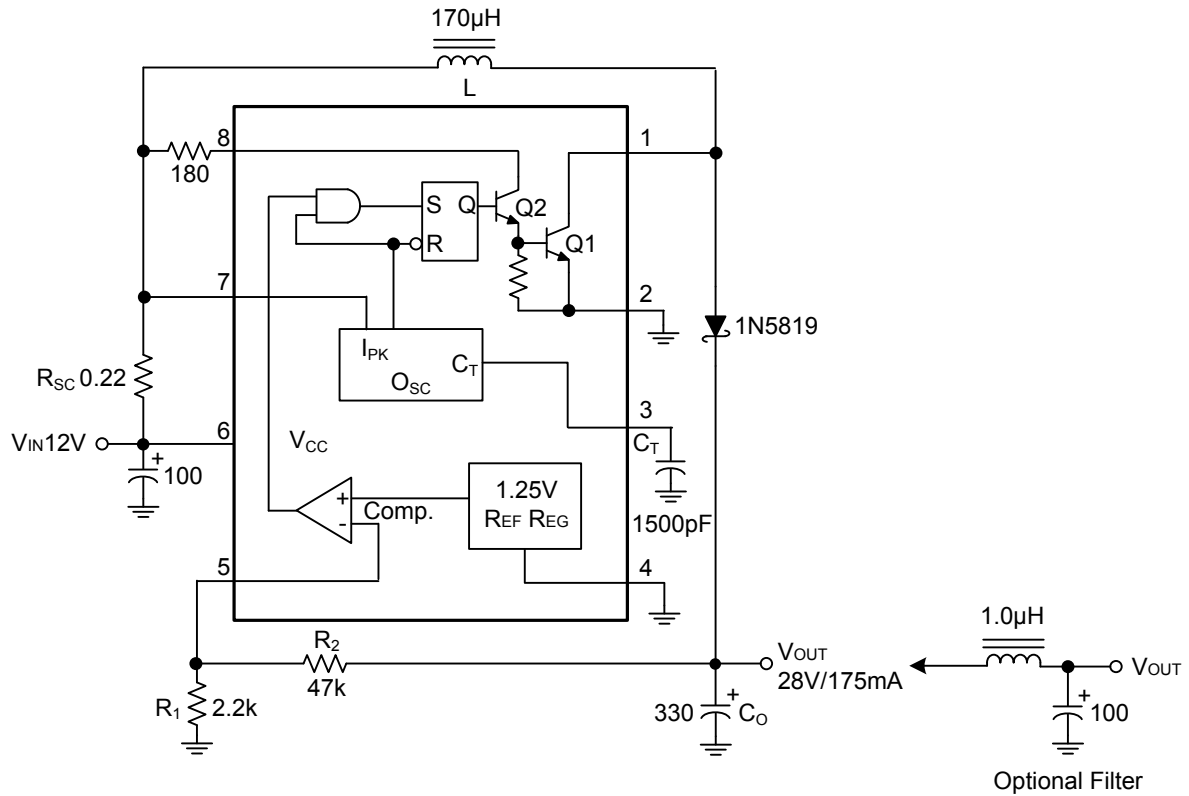 170µH
L
8
1
180
S
Q
Q2
R
Q1
7
2
IPK
CT
OSC
1N5819
RSC 0.22
3
VIN12V
6
VCC
CT
+
100
1.25V
REF REG
+
Comp.
-
1500pF
5
4
1.0µH
R2
47k
VOUT
28V/175mA
VOUT
R1
2.2k
330
+
CO
+
100
Optional Filter